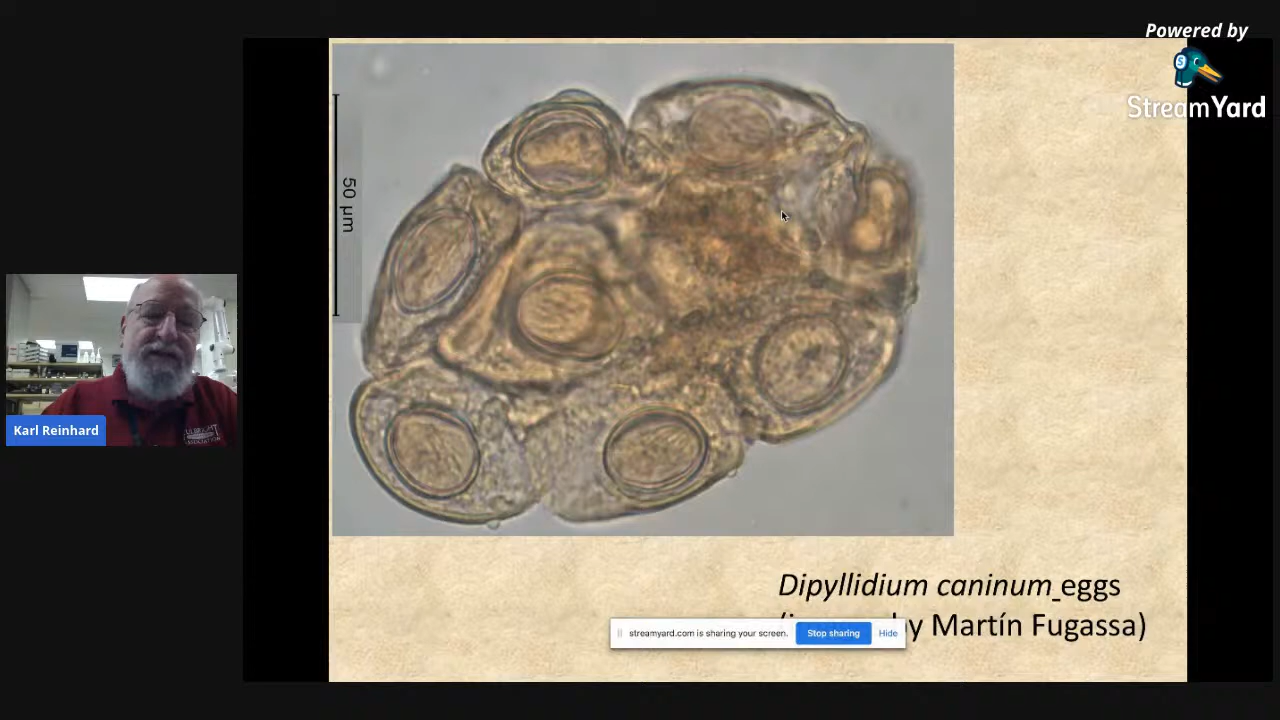 Powered by
StreamYard
50 µm
Karl Reinhard
Dipyllidium caninum eggs
by Martín Fugassa)
streamyard.com is sharing your screen.
Stop sharing
Hide